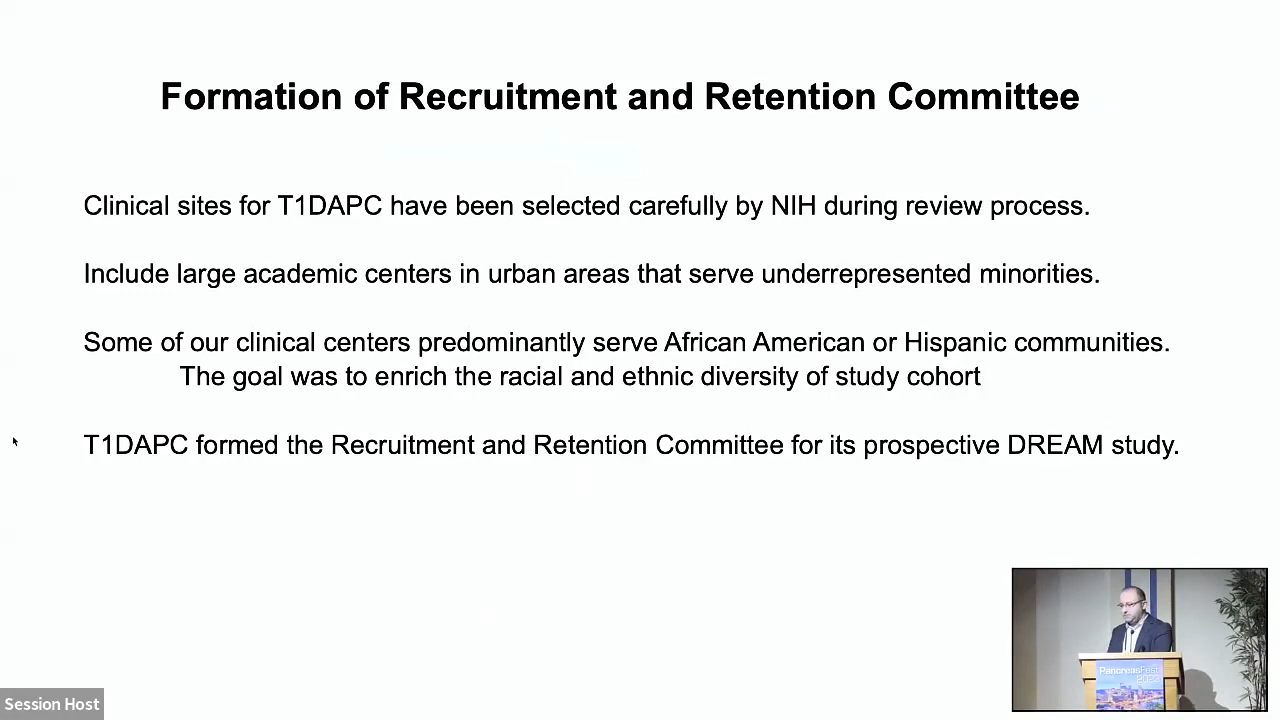 Formation of Recruitment and Retention Committee
Clinical sites for T1DAPC have been selected carefully by NIH during review process.
Include large academic centers in urban areas that serve underrepresented minorities.
Some of our clinical centers predominantly serve African American or Hispanic communities.
The goal was to enrich the racial and ethnic diversity of study cohort
T1DAPC formed the Recruitment and Retention Committee for its prospective DREAM study.
PancreasFest
Session Host